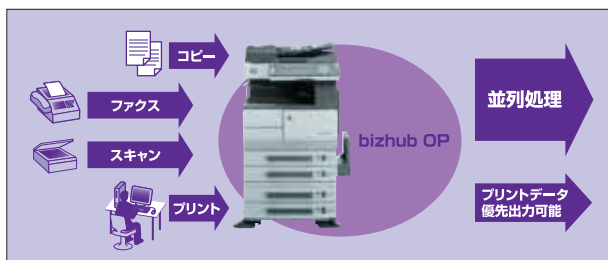 コピー
ファクス
スキャン
プリント
bizhub OP
並列処理
プリントデータ
優先出力可能